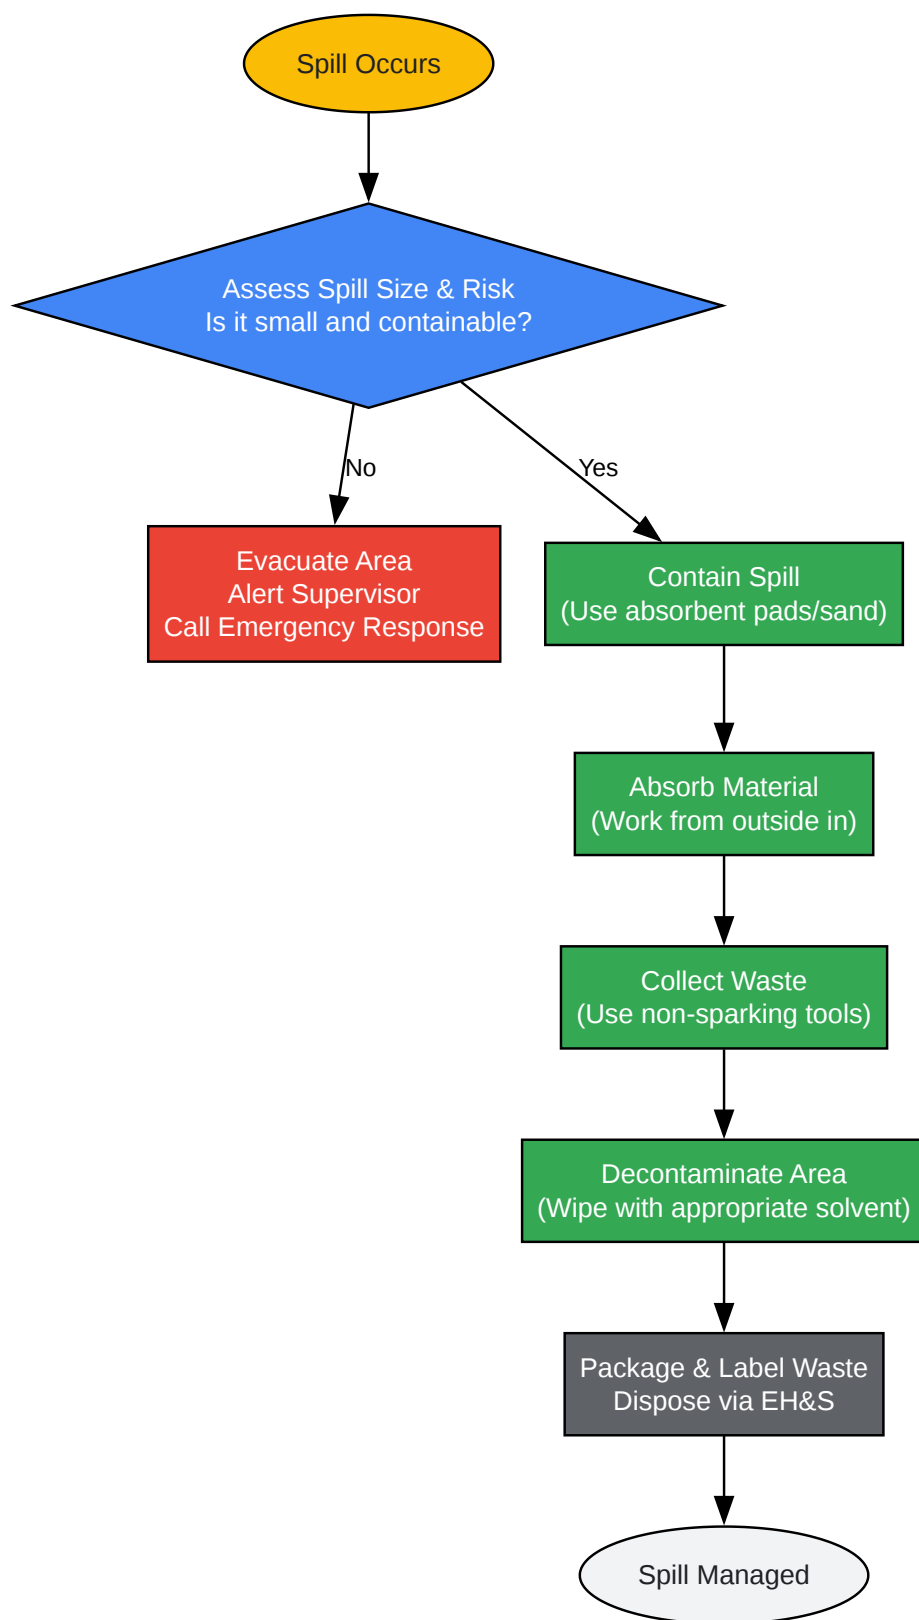 Spill Occurs
Assess Spill Size & Risk
Is it small and containable?
No
Yes
Evacuate Area
Alert Supervisor
Call Emergency Response
Contain Spill
(Use absorbent pads/sand)
Absorb Material
(Work from outside in)
Collect Waste
(Use non-sparking tools)
Decontaminate Area
(Wipe with appropriate solvent)
Package & Label Waste
Dispose via EH&S
Spill Managed